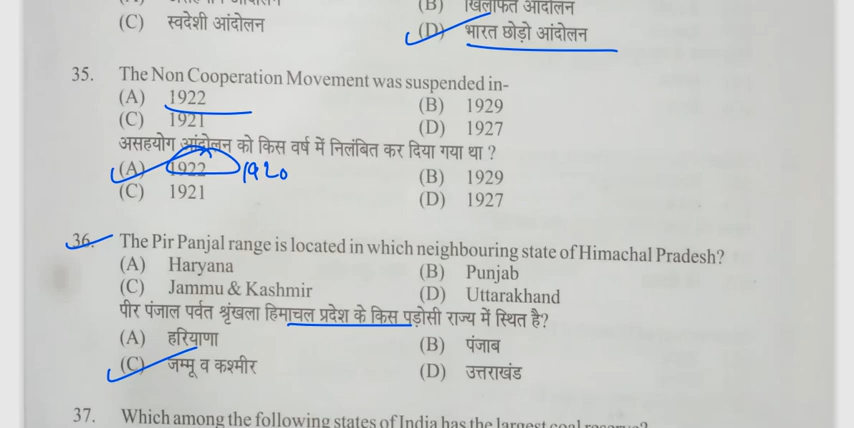 (B) खिलाफत आंदोलन
(C) स्वदेशी आंदोलन
(D) भारत छोड़ो आंदोलन
35. The Non Cooperation Movement was suspended in-
(A) 1922
(B) 1929
(C) 1921
(D) 1927
असहयोग आंदोलन को किस वर्ष में निलंबित कर दिया गया था ?
(A) 1922 1920
(B) 1929
(C) 1921
(D) 1927
36. The Pir Panjal range is located in which neighbouring state of Himachal Pradesh?
(A) Haryana
(B) Punjab
(C) Jammu & Kashmir
(D) Uttarakhand
पीर पंजाल पर्वत श्रृंखला हिमाचल प्रदेश के किस पड़ोसी राज्य में स्थित है?
(A) हरियाणा
(B) पंजाब
(C) जम्मू व कश्मीर
(D) उत्तराखंड
37. Which among the following states of India has the largest coal reserve?